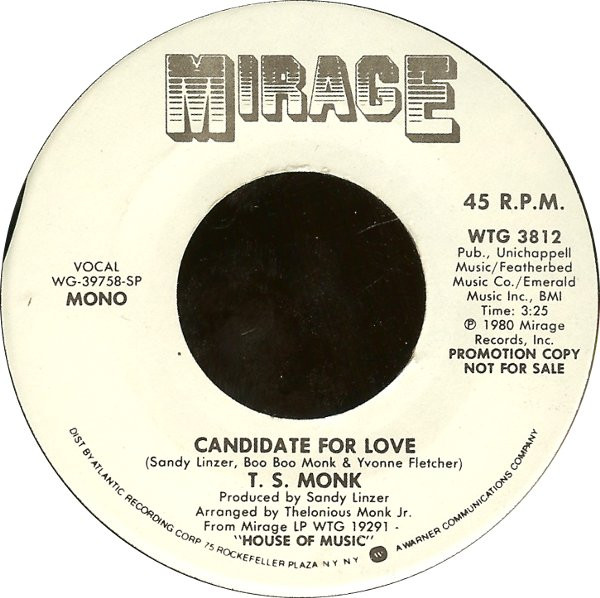 MIRAGE
45 R.P.M.
WTG 3812
Pub., Unichappell
Music/Featherbed
Music Co./Emerald
Music Inc., BMI
Time: 3:25
℗ 1980 Mirage
Records, Inc.
PROMOTION COPY
NOT FOR SALE
VOCAL
WG-39758-SP
MONO
CANDIDATE FOR LOVE
(Sandy Linzer, Boo Boo Monk & Yvonne Fletcher)
T. S. MONK
Produced by Sandy Linzer
Arranged by Thelonious Monk Jr.
From Mirage LP WTG 19291 -
"HOUSE OF MUSIC"
DIST BY ATLANTIC RECORDING CORP 75 ROCKEFELLER PLAZA N Y N Y
A WARNER COMMUNICATIONS COMPANY